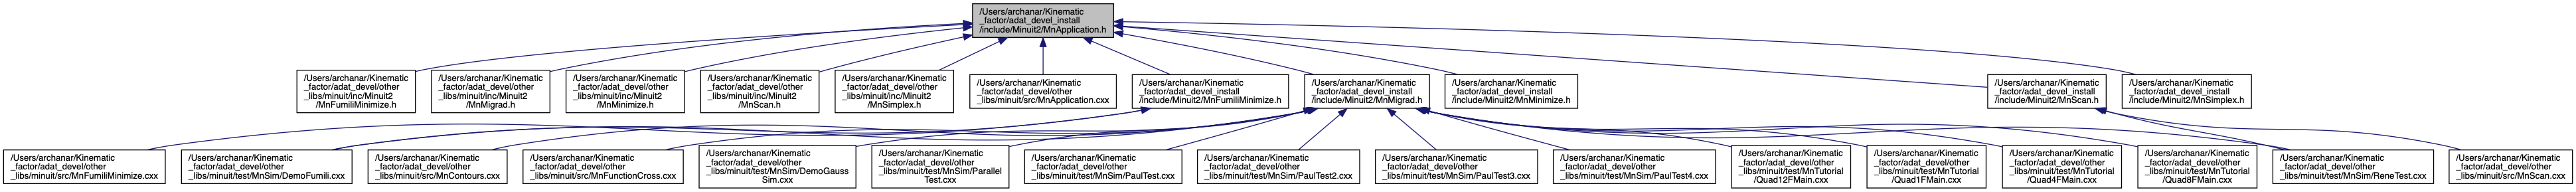 /Users/archanar/Kinematic
_factor/adat_devel_install
/include/Minuit2/MnApplication.h
/Users/archanar/Kinematic
_factor/adat_devel/other
_libs/minuit/inc/Minuit2
/MnFumiliMinimize.h
/Users/archanar/Kinematic
_factor/adat_devel/other
_libs/minuit/inc/Minuit2
/MnMigrad.h
/Users/archanar/Kinematic
_factor/adat_devel/other
_libs/minuit/inc/Minuit2
/MnMinimize.h
/Users/archanar/Kinematic
_factor/adat_devel/other
_libs/minuit/inc/Minuit2
/MnScan.h
/Users/archanar/Kinematic
_factor/adat_devel/other
_libs/minuit/inc/Minuit2
/MnSimplex.h
/Users/archanar/Kinematic
_factor/adat_devel/other
_libs/minuit/src/MnApplication.cxx
/Users/archanar/Kinematic
_factor/adat_devel_install
/include/Minuit2/MnFumiliMinimize.h
/Users/archanar/Kinematic
_factor/adat_devel_install
/include/Minuit2/MnMigrad.h
/Users/archanar/Kinematic
_factor/adat_devel_install
/include/Minuit2/MnMinimize.h
/Users/archanar/Kinematic
_factor/adat_devel_install
/include/Minuit2/MnScan.h
/Users/archanar/Kinematic
_factor/adat_devel_install
/include/Minuit2/MnSimplex.h
/Users/archanar/Kinematic
_factor/adat_devel/other
_libs/minuit/src/MnFumiliMinimize.cxx
/Users/archanar/Kinematic
_factor/adat_devel/other
_libs/minuit/test/MnSim/DemoFumili.cxx
/Users/archanar/Kinematic
_factor/adat_devel/other
_libs/minuit/src/MnContours.cxx
/Users/archanar/Kinematic
_factor/adat_devel/other
_libs/minuit/src/MnFunctionCross.cxx
/Users/archanar/Kinematic
_factor/adat_devel/other
_libs/minuit/test/MnSim/DemoGauss
Sim.cxx
/Users/archanar/Kinematic
_factor/adat_devel/other
_libs/minuit/test/MnSim/Parallel
Test.cxx
/Users/archanar/Kinematic
_factor/adat_devel/other
_libs/minuit/test/MnSim/PaulTest.cxx
/Users/archanar/Kinematic
_factor/adat_devel/other
_libs/minuit/test/MnSim/PaulTest2.cxx
/Users/archanar/Kinematic
_factor/adat_devel/other
_libs/minuit/test/MnSim/PaulTest3.cxx
/Users/archanar/Kinematic
_factor/adat_devel/other
_libs/minuit/test/MnSim/PaulTest4.cxx
/Users/archanar/Kinematic
_factor/adat_devel/other
_libs/minuit/test/MnTutorial
/Quad12FMain.cxx
/Users/archanar/Kinematic
_factor/adat_devel/other
_libs/minuit/test/MnTutorial
/Quad1FMain.cxx
/Users/archanar/Kinematic
_factor/adat_devel/other
_libs/minuit/test/MnTutorial
/Quad4FMain.cxx
/Users/archanar/Kinematic
_factor/adat_devel/other
_libs/minuit/test/MnTutorial
/Quad8FMain.cxx
/Users/archanar/Kinematic
_factor/adat_devel/other
_libs/minuit/test/MnSim/ReneTest.cxx
/Users/archanar/Kinematic
_factor/adat_devel/other
_libs/minuit/src/MnScan.cxx